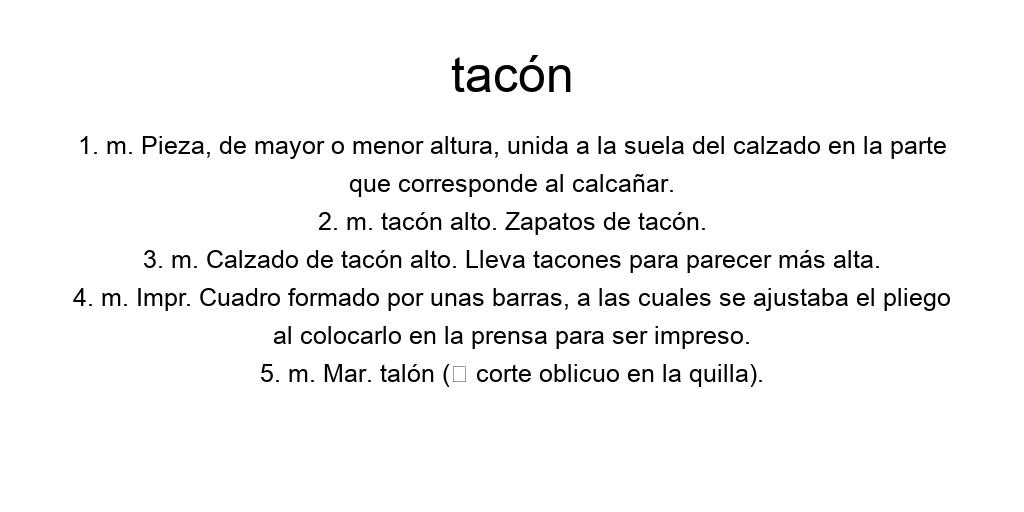 tacón
1. m. Pieza, de mayor o menor altura, unida a la suela del calzado en la parte
que corresponde al calcañar.
2. m. tacón alto. Zapatos de tacón.
3. m. Calzado de tacón alto. Lleva tacones para parecer más alta.
4. m. Impr. Cuadro formado por unas barras, a las cuales se ajustaba el pliego
al colocarlo en la prensa para ser impreso.
5. m. Mar. talón (□ corte oblicuo en la quilla).